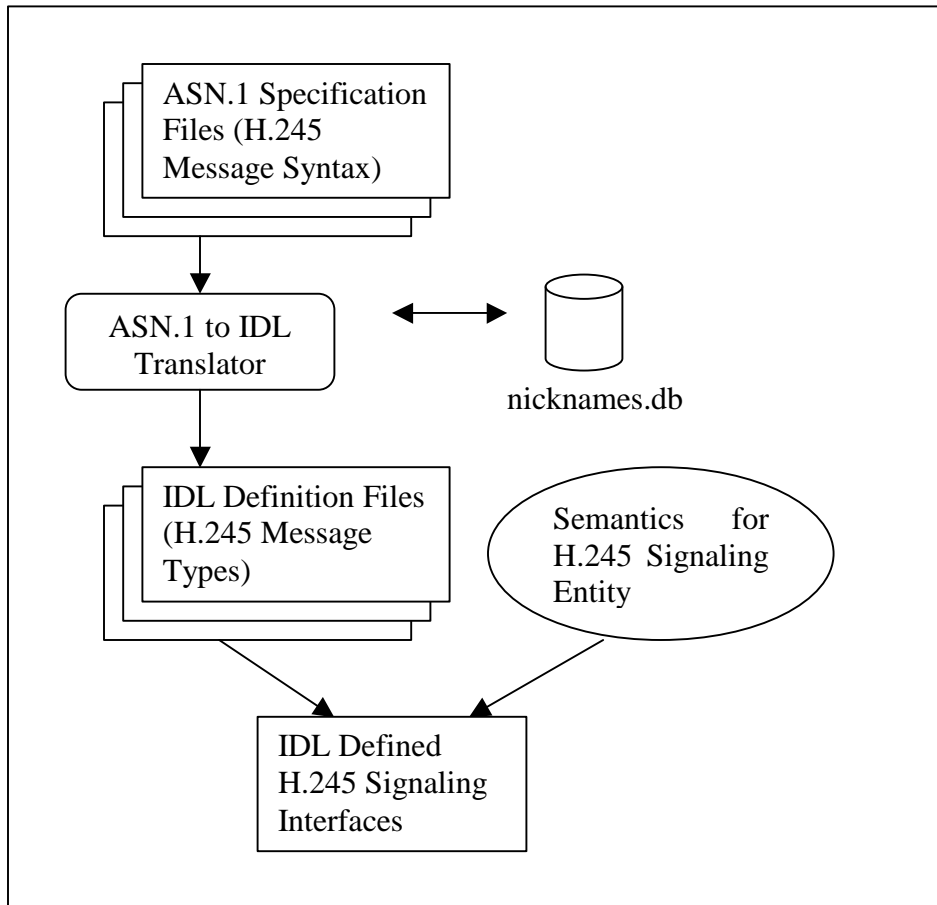 ASN.1 Specification
Files (H.245
Message Syntax)
ASN.1 to IDL
Translator
nicknames.db
IDL Definition Files
(H.245 Message
Types)
Semantics for
H.245 Signaling
Entity
IDL Defined
H.245 Signaling
Interfaces